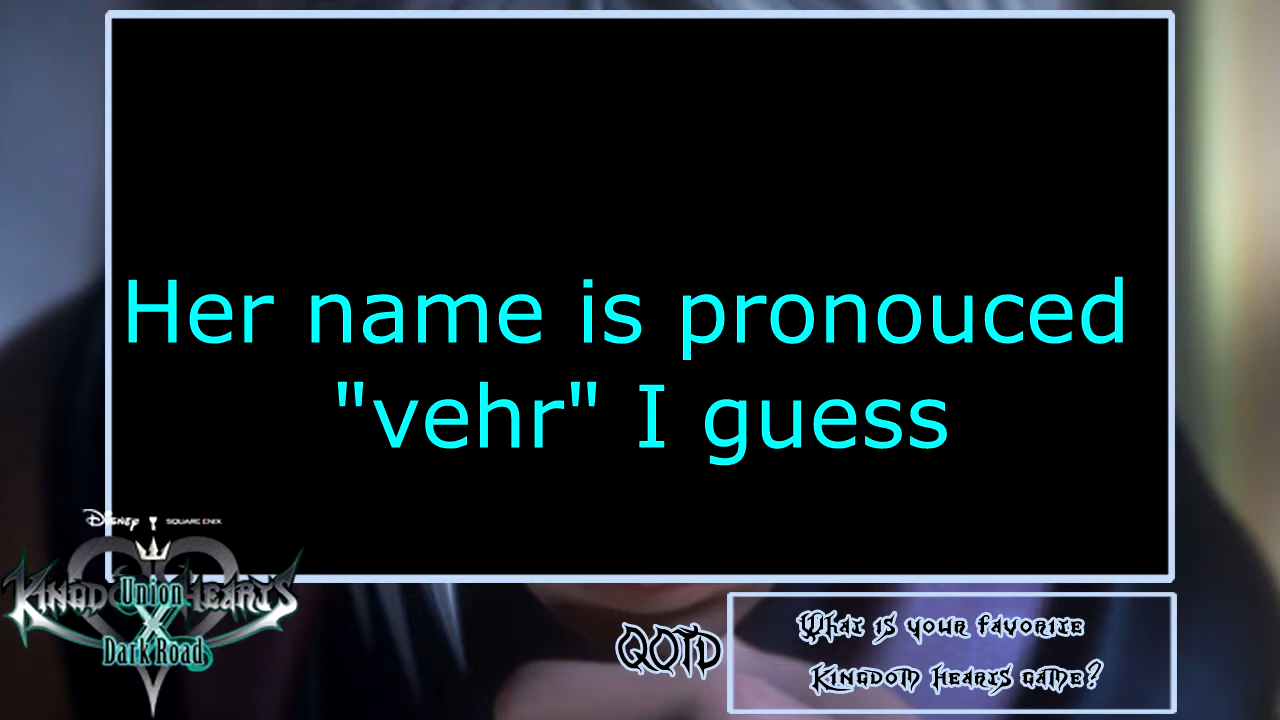 Her name is pronouced
"vehr" I guess
Disney
SQUARE ENIX
KINGDOM HEARTS
Union
X
Dark Road
QOTD
What is your favorite
Kingdom Hearts game?